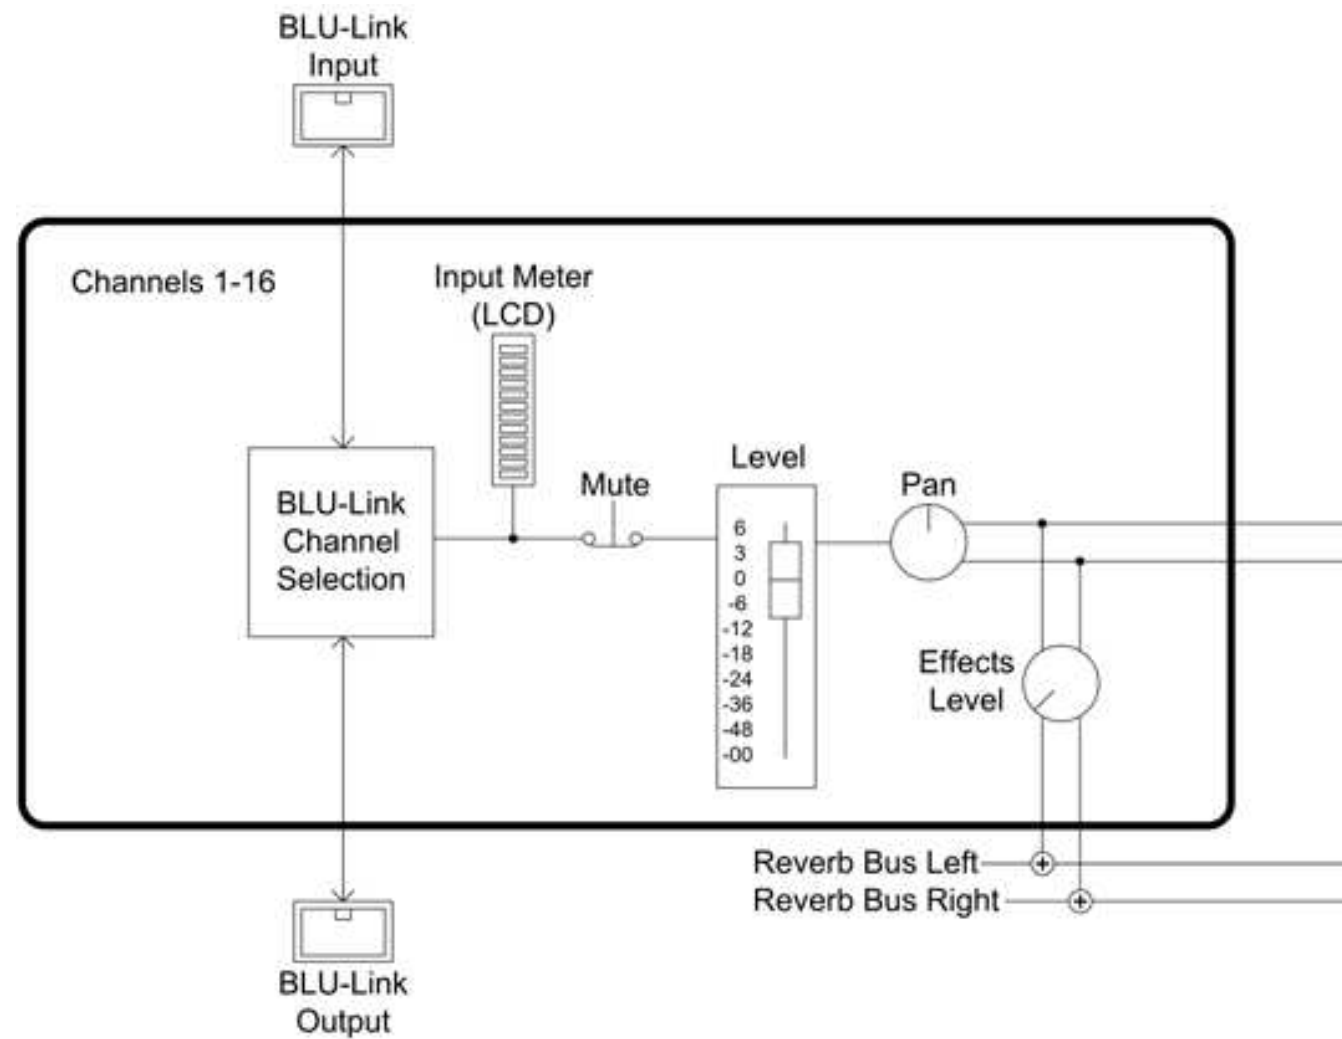 BLU-Link
Input
Channels 1-16
Input Meter
(LCD)
BLU-Link
Channel
Selection
Mute
Level
6
3
0
-6
-12
-18
-24
-36
-48
-00
Pan
Effects
Level
Reverb Bus Left
Reverb Bus Right
BLU-Link
Output